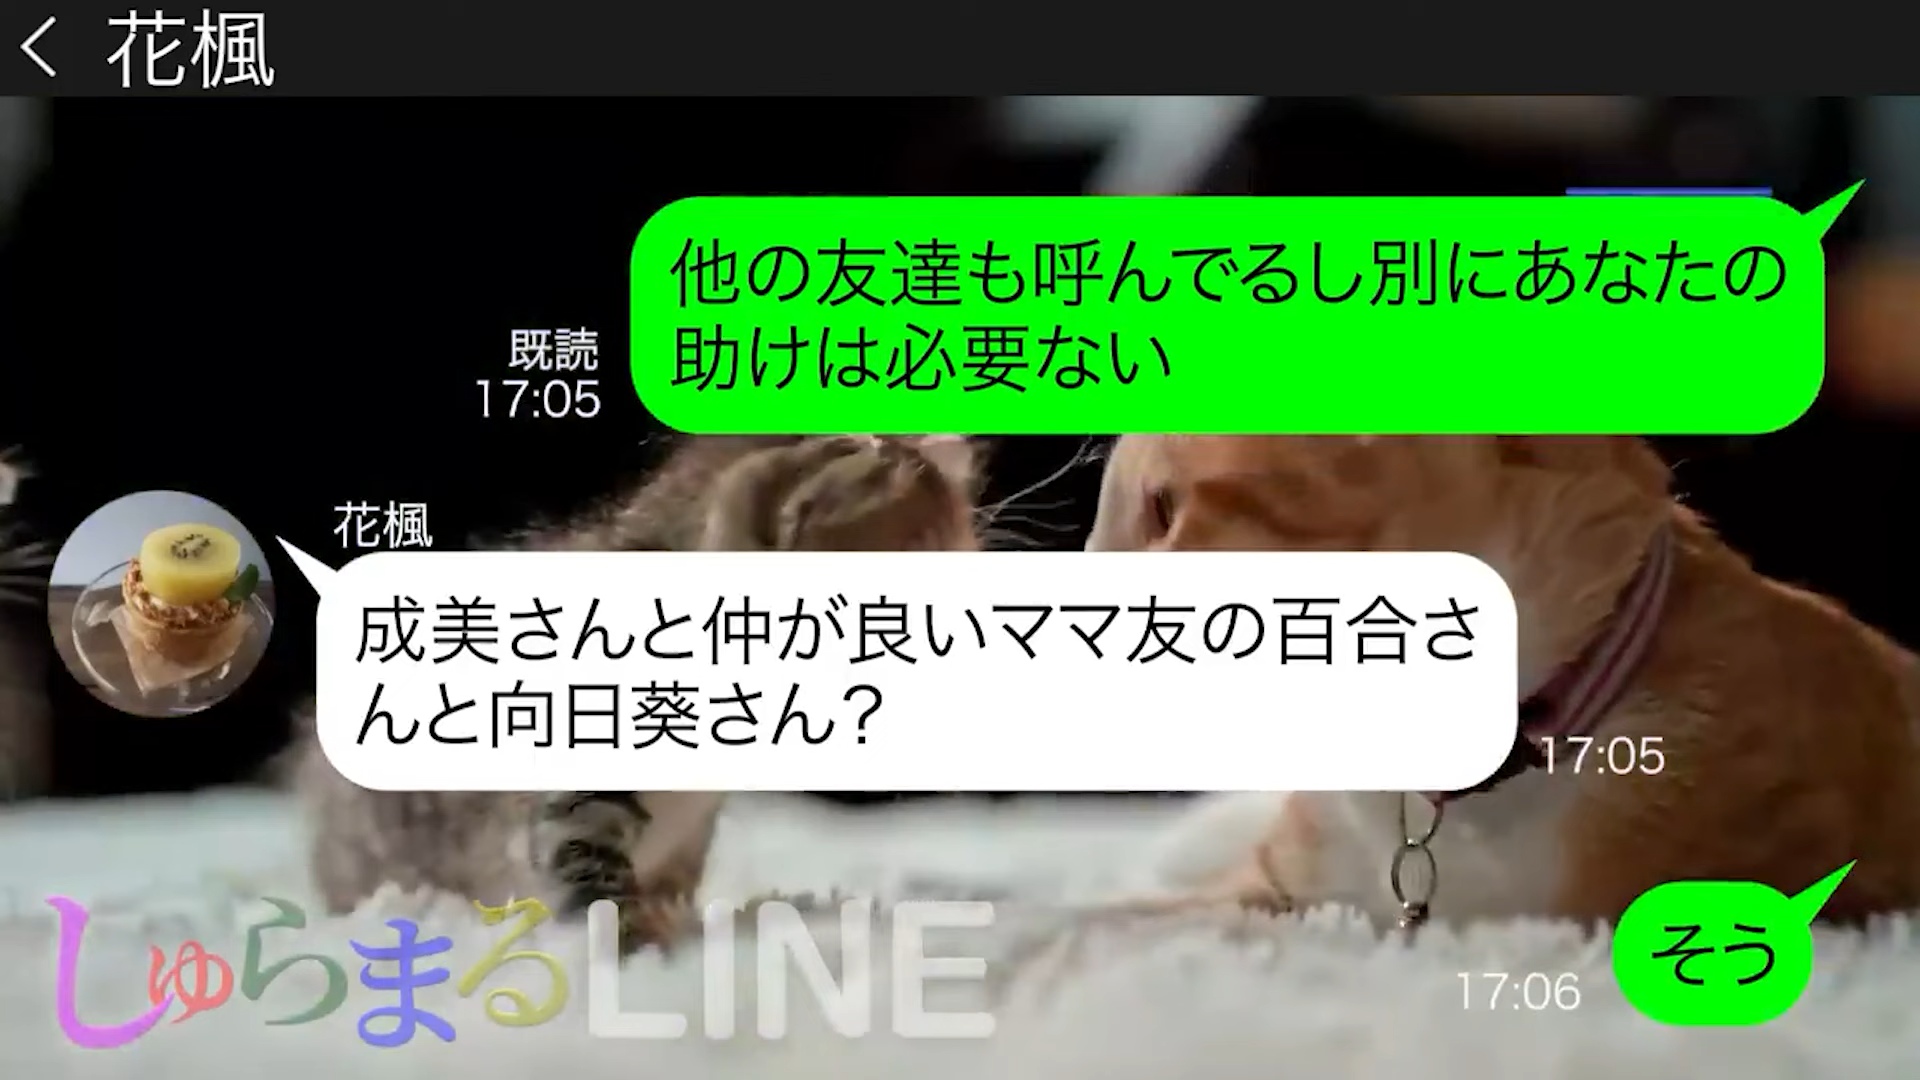 花楓
他の友達も呼んでるし別にあなたの
助けは必要ない
既読
17:05
花楓
成美さんと仲が良いママ友の百合さ
んと向日葵さん?
17:05
そう
17:06
しゅらまるLINE